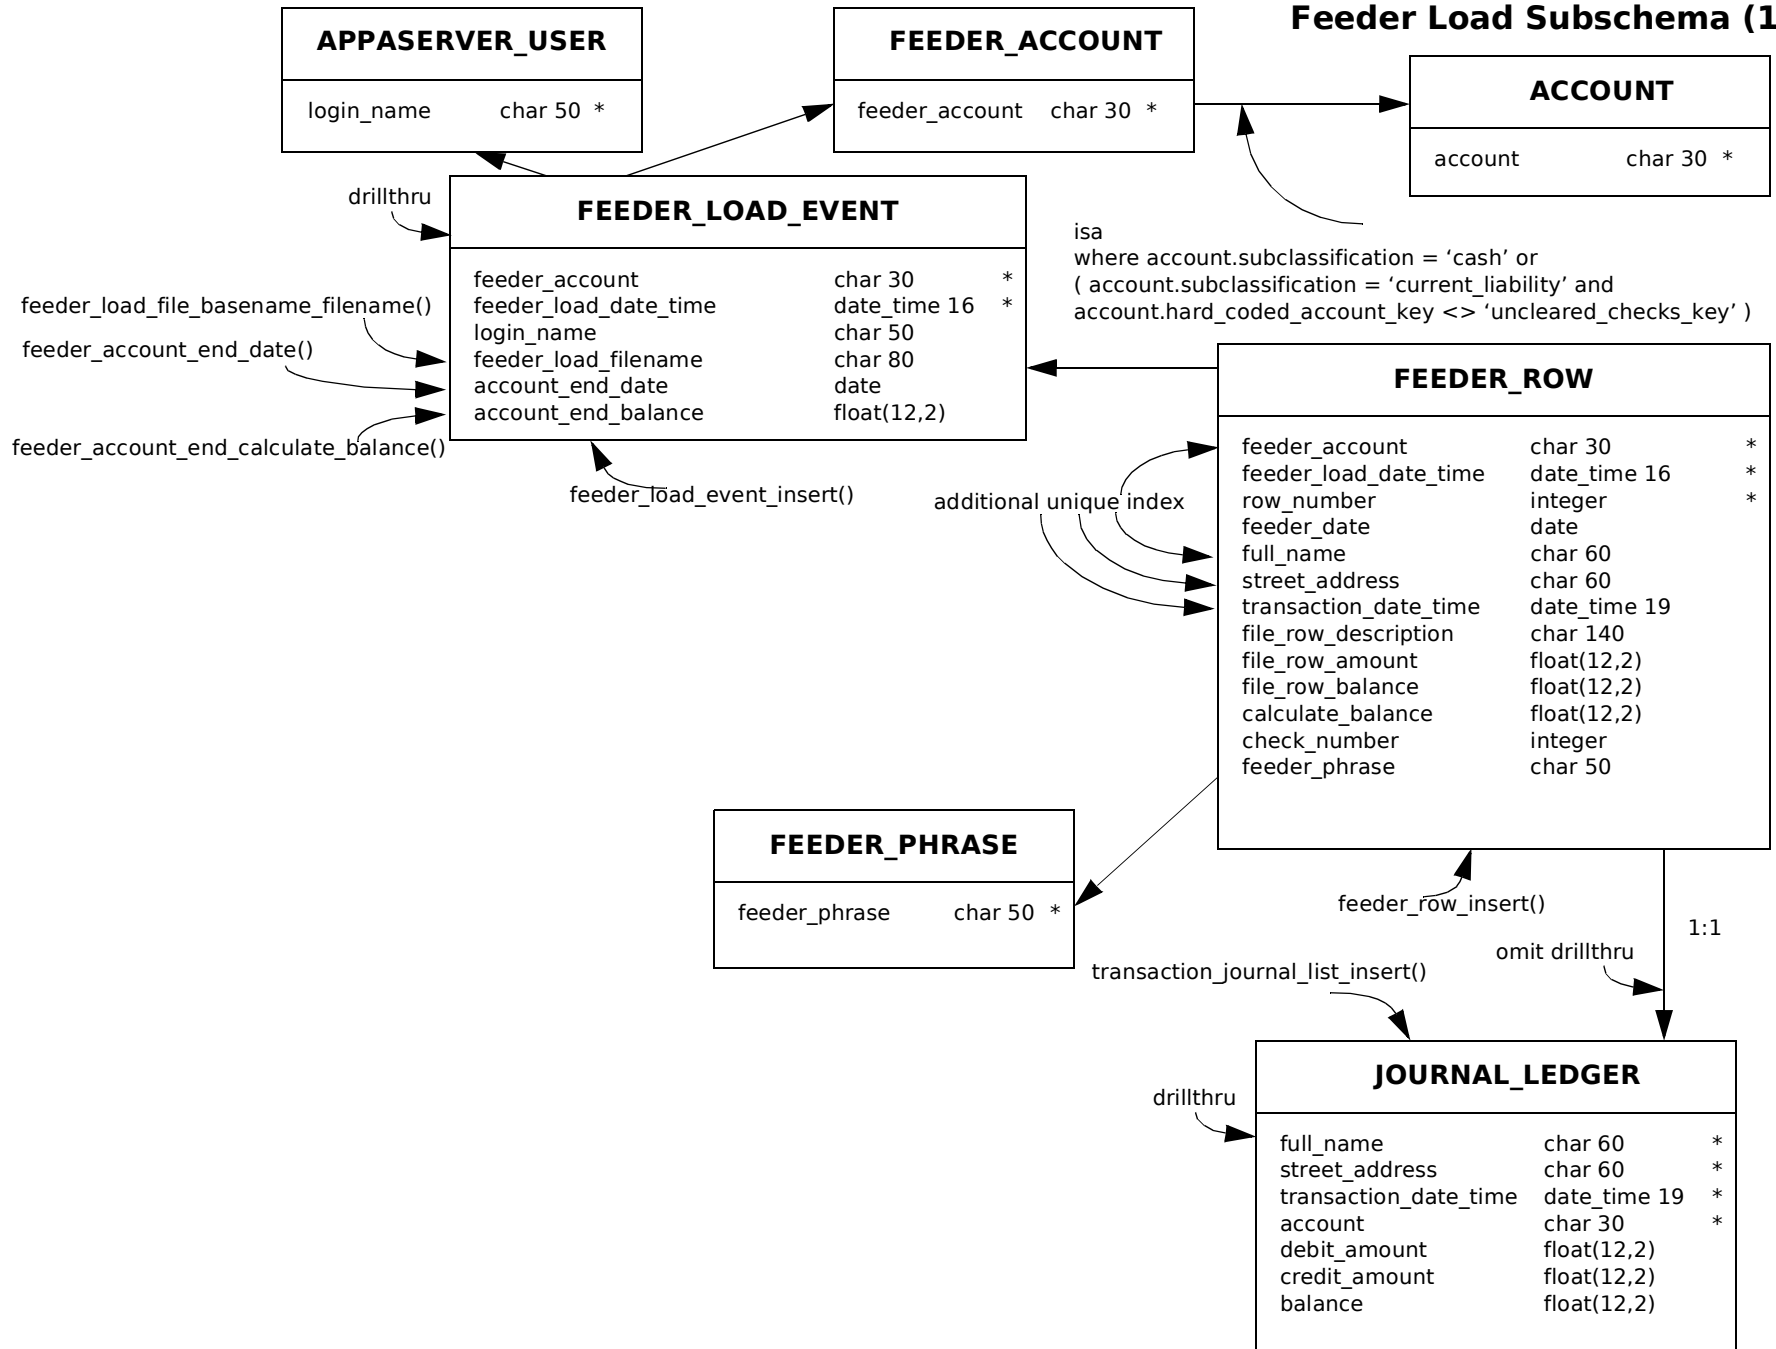 Feeder Load Subschema (1
APPASERVER_USER
login_name char 50 *
FEEDER_ACCOUNT
feeder_account char 30 *
ACCOUNT
account char 30 *
isa
where account.subclassification = ‘cash’ or
( account.subclassification = ‘current_liability’ and
account.hard_coded_account_key <> ‘uncleared_checks_key’ )
drillthru
FEEDER_LOAD_EVENT
feeder_account char 30 *
feeder_load_date_time date_time 16 *
login_name char 50
feeder_load_filename char 80
account_end_date date
account_end_balance float(12,2)
feeder_load_file_basename_filename()
feeder_account_end_date()
feeder_account_end_calculate_balance()
feeder_load_event_insert()
FEEDER_ROW
feeder_account char 30 *
feeder_load_date_time date_time 16 *
row_number integer *
feeder_date date
full_name char 60
street_address char 60
transaction_date_time date_time 19
file_row_description char 140
file_row_amount float(12,2)
file_row_balance float(12,2)
calculate_balance float(12,2)
check_number integer
feeder_phrase char 50
additional unique index
FEEDER_PHRASE
feeder_phrase char 50 *
feeder_row_insert()
1:1
omit drillthru
transaction_journal_list_insert()
drillthru
JOURNAL_LEDGER
full_name char 60 *
street_address char 60 *
transaction_date_time date_time 19 *
account char 30 *
debit_amount float(12,2)
credit_amount float(12,2)
balance float(12,2)